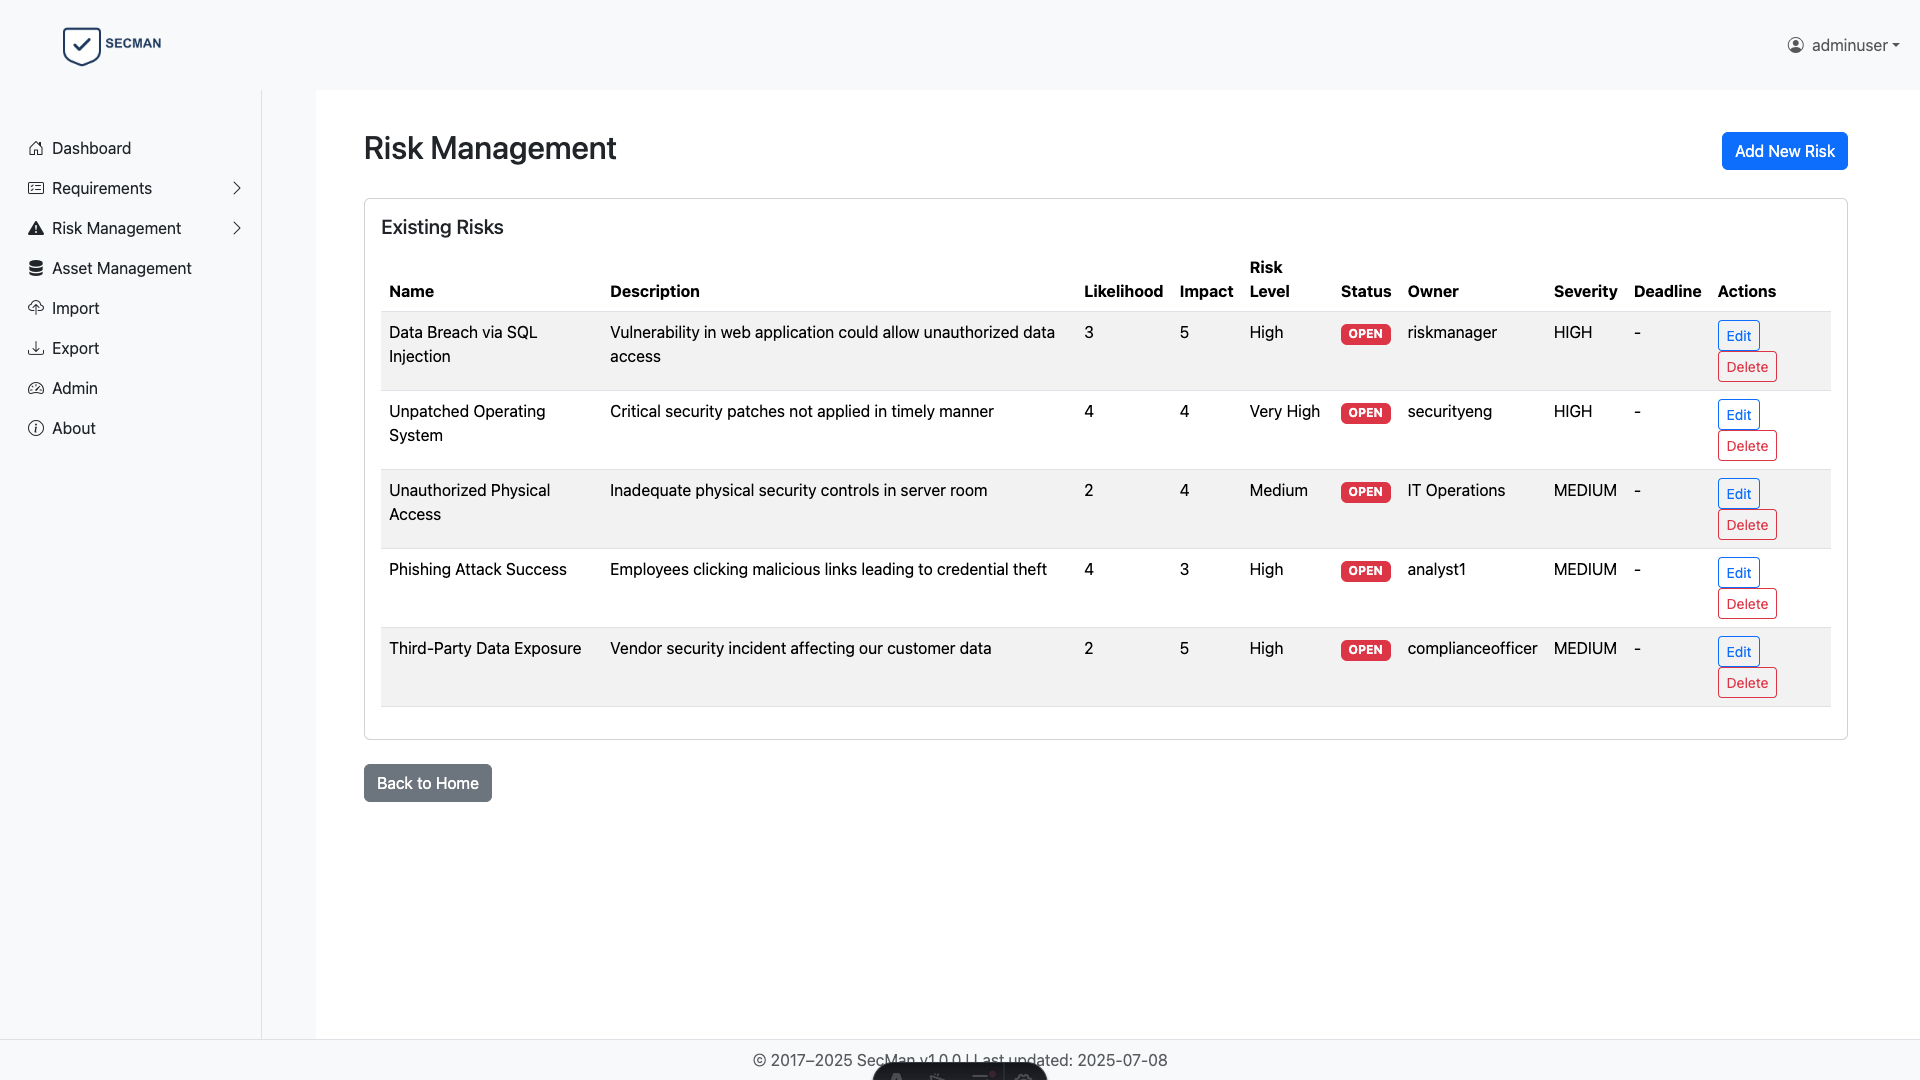 SECMAN
adminuser
Dashboard
Requirements
Risk Management
Asset Management
Import
Export
Admin
About
Risk Management
Add New Risk
Existing Risks
Name Description Likelihood Impact Risk Level Status Owner Severity Deadline Actions
Data Breach via SQL Injection Vulnerability in web application could allow unauthorized data access 3 5 High OPEN riskmanager HIGH - Edit Delete
Unpatched Operating System Critical security patches not applied in timely manner 4 4 Very High OPEN securityeng HIGH - Edit Delete
Unauthorized Physical Access Inadequate physical security controls in server room 2 4 Medium OPEN IT Operations MEDIUM - Edit Delete
Phishing Attack Success Employees clicking malicious links leading to credential theft 4 3 High OPEN analyst1 MEDIUM - Edit Delete
Third-Party Data Exposure Vendor security incident affecting our customer data 2 5 High OPEN complianceofficer MEDIUM - Edit Delete
Back to Home
© 2017–2025 SecMan v1.0.0 | Last updated: 2025-07-08